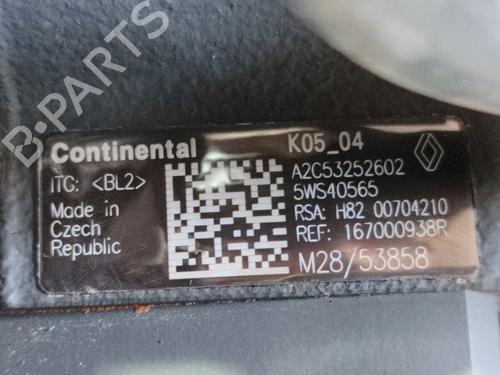 B-PARTS
Continental K05_04
ITC: <BL2> A2C53252602
5WS40565
Made in RSA: H82 00704210
Czech REF: 167000938R
Republic M28/53858